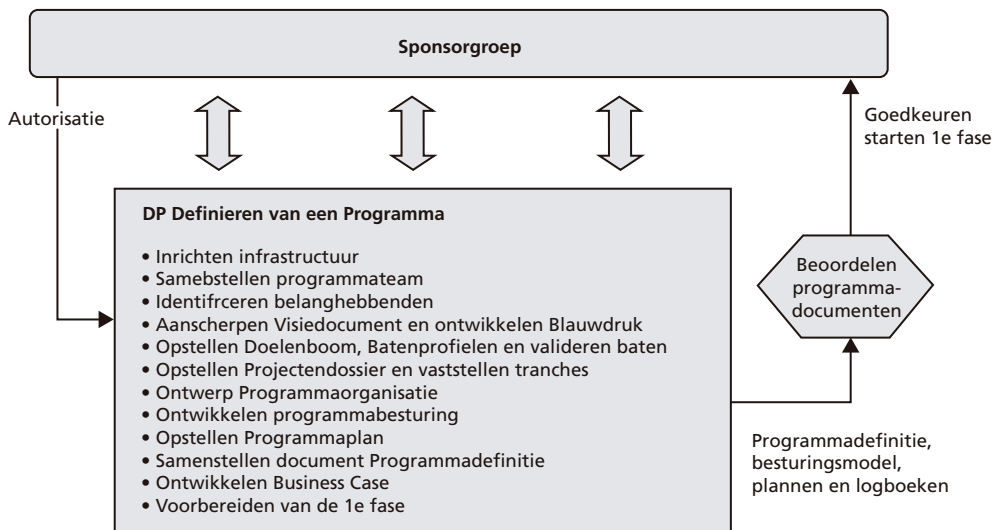 Sponsorgroep
Autorisatie
Goedkeuren
starten 1e fase
DP Definieren van een Programma
• Inrichten infrastructuur
• Samebstellen programmateam
• Identifrceren belanghebbenden
• Aanscherpen Visiedocument en ontwikkelen Blauwdruk
• Opstellen Doelenboom, Batenprofielen en valideren baten
• Opstellen Projectendossier en vaststellen tranches
• Ontwerp Programmaorganisatie
• Ontwikkelen programmabesturing
• Opstellen Programmaplan
• Samenstellen document Programmadefinitie
• Ontwikkelen Business Case
• Voorbereiden van de 1e fase
Beoordelen
programma-
documenten
Programmadefinitie,
besturingsmodel,
plannen en logboeken